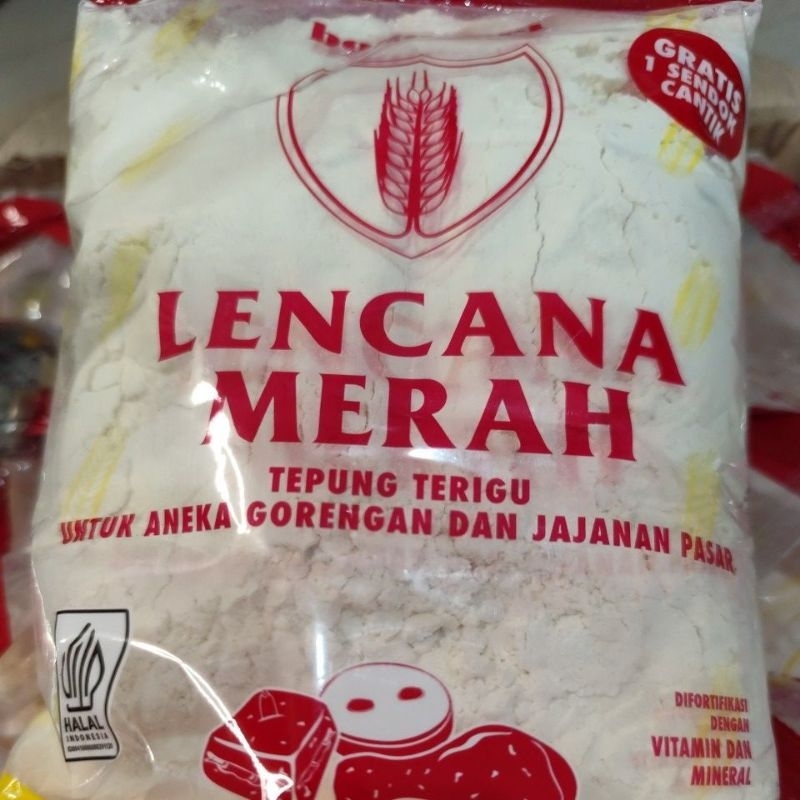 GRATIS
1 SENDOK
CANTIK
LENCANA
MERAH
TEPUNG TERIGU
UNTUK ANEKA GORENGAN DAN JAJANAN PASAR
HALAL
INDONESIA
DIFORTIFIKASI
DENGAN
VITAMIN DAN
MINERAL